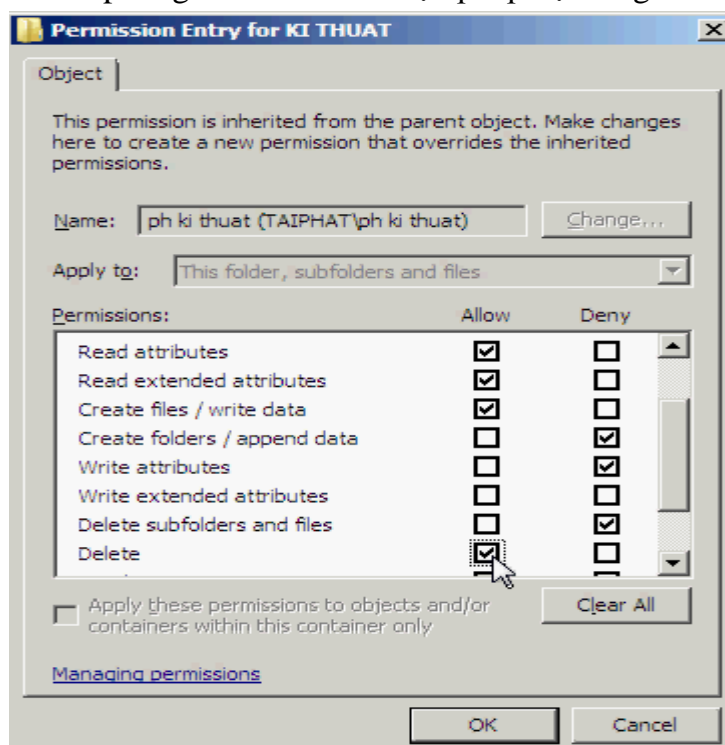 Permission Entry for KI THUAT
Object
This permission is inherited from the parent object. Make changes
here to create a new permission that overrides the inherited
permissions.
Name: ph ki thuat (TAIPHAT\ph ki thuat) Change...
Apply to: This folder, subfolders and files
Permissions: Allow Deny
Read attributes
Read extended attributes
Create files / write data
Create folders / append data
Write attributes
Write extended attributes
Delete subfolders and files
Delete
Apply these permissions to objects and/or
containers within this container only
Clear All
Managing permissions
OK Cancel